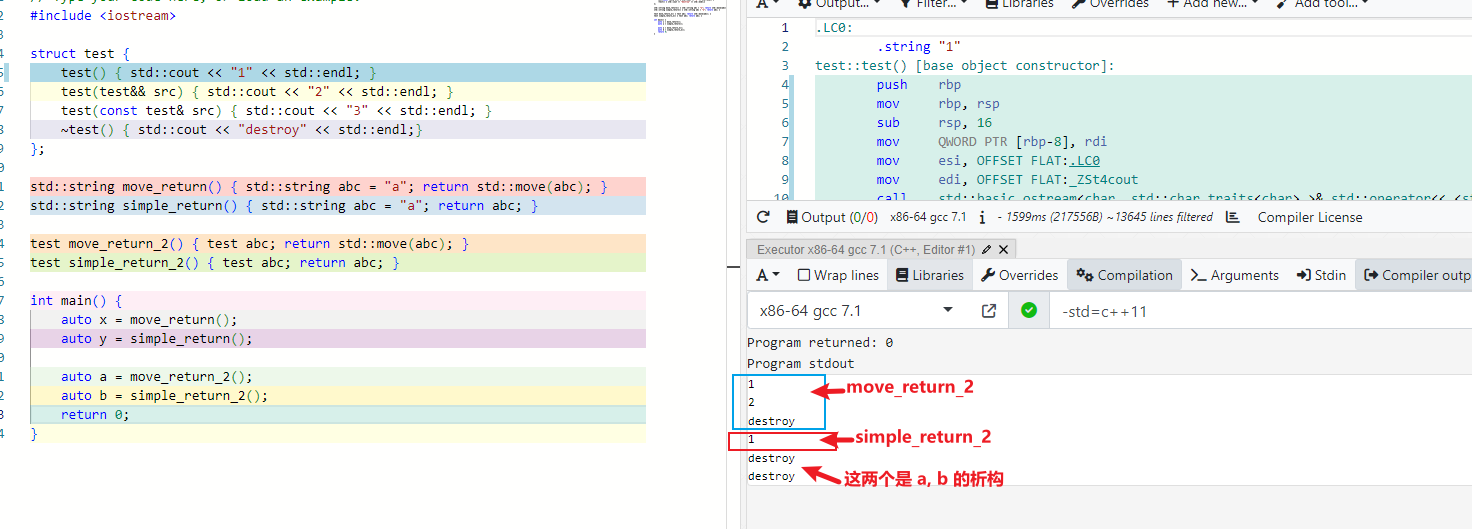 #include <iostream>
struct test {
test() { std::cout << "1" << std::endl; }
test(test&& src) { std::cout << "2" << std::endl; }
test(const test& src) { std::cout << "3" << std::endl; }
~test() { std::cout << "destroy" << std::endl;}
};
std::string move_return() { std::string abc = "a"; return std::move(abc); }
std::string simple_return() { std::string abc = "a"; return abc; }
test move_return_2() { test abc; return std::move(abc); }
test simple_return_2() { test abc; return abc; }
int main() {
auto x = move_return();
auto y = simple_return();
auto a = move_return_2();
auto b = simple_return_2();
return 0;
}
A Output... Filter... Libraries Overrides + Add new... Add tool...
1 .LC0:
2 .string "1"
3 test::test() [base object constructor]:
4 push rbp
5 mov rbp, rsp
6 sub rsp, 16
7 mov QWORD PTR [rbp-8], rdi
8 mov esi, OFFSET FLAT:.LC0
9 mov edi, OFFSET FLAT:_ZSt4cout
10 call std::basic_ostream<char, std::char_traits<char> >& std::operator<< <st
Output (0/0) x86-64 gcc 7.1 i - 1599ms (217556B) ~13645 lines filtered Compiler License
Executor x86-64 gcc 7.1 (C++, Editor #1)
A Wrap lines Libraries Overrides Compilation Arguments Stdin Compiler outp
x86-64 gcc 7.1 -std=c++11
Program returned: 0
Program stdout
1
move_return_2
2
destroy
1
simple_return_2
destroy
destroy
这两个是 a, b 的折构